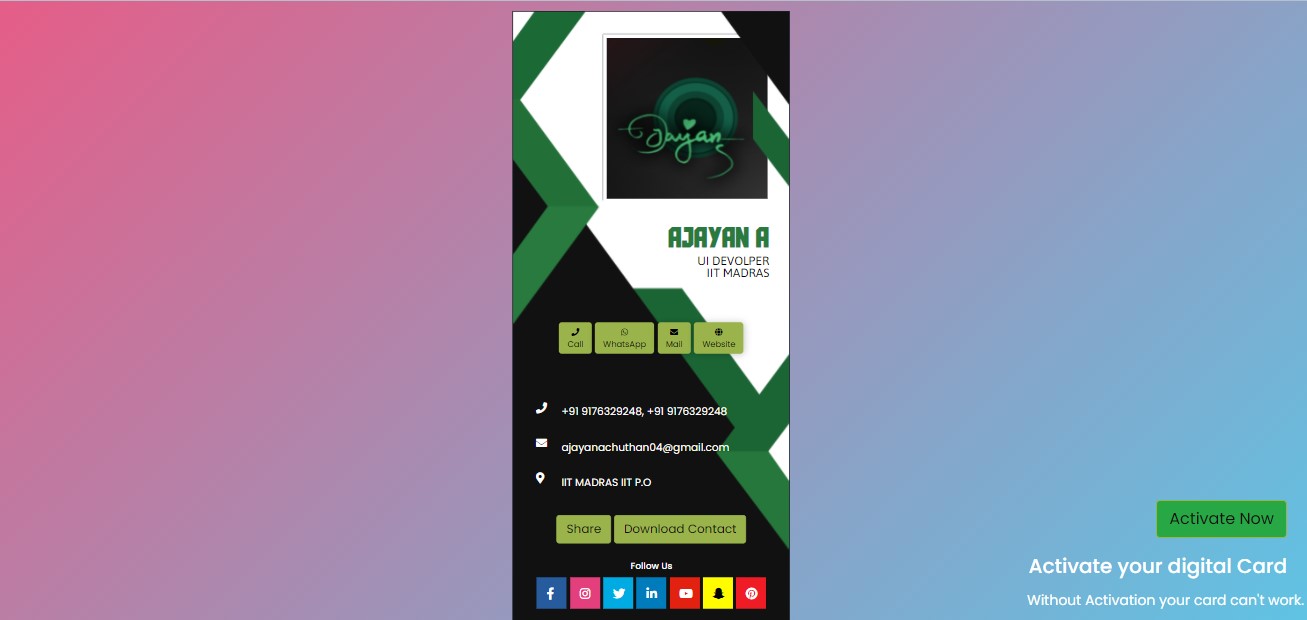 Jayan
AJAYAN A
UI DEVOLPER
IIT MADRAS
Call
WhatsApp
Mail
Website
+91 9176329248, +91 9176329248
ajayanachuthan04@gmail.com
IIT MADRAS IIT P.O
Share
Download Contact
Follow Us
Activate Now
Activate your digital Card
Without Activation your card can't work.